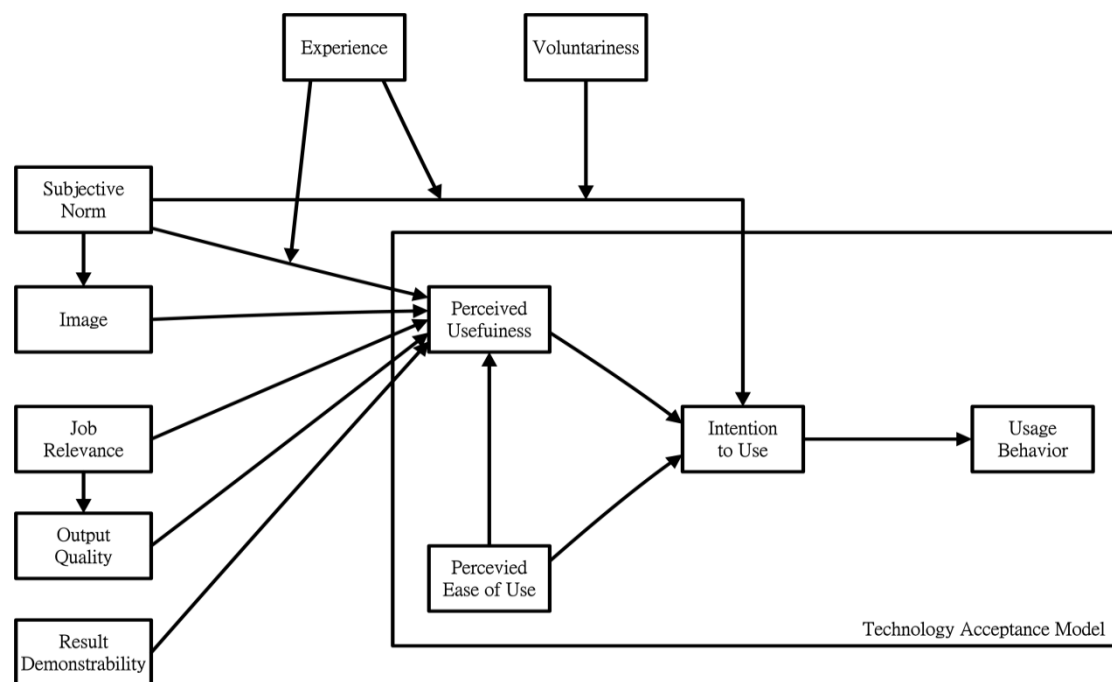 Experience
Voluntariness
Subjective
Norm
Image
Perceived
Usefuiness
Job
Relevance
Intention
to Use
Usage
Behavior
Output
Quality
Percevied
Ease of Use
Result
Demonstrability
Technology Acceptance Model